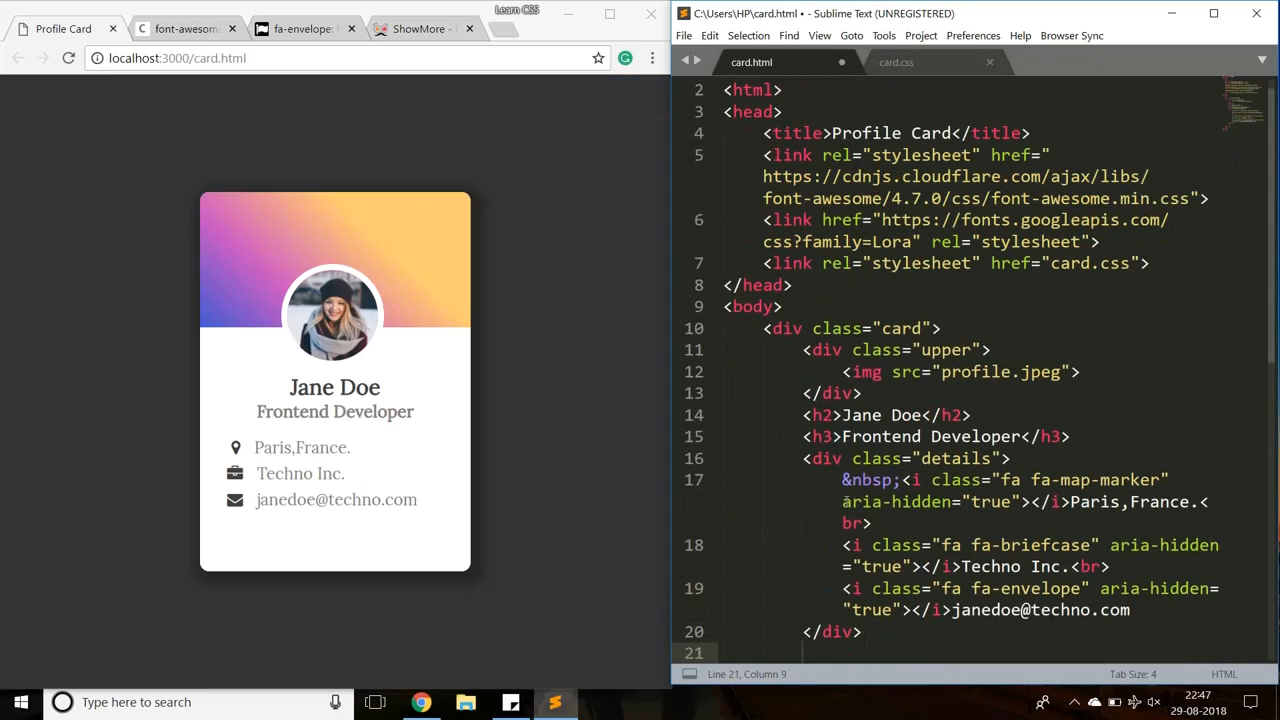 Learn CSS
Profile Card
font-awesom
fa-envelope:
ShowMore -
localhost:3000/card.html
Jane Doe
Frontend Developer
Paris,France.
Techno Inc.
janedoe@techno.com
C:\Users\HP\card.html • - Sublime Text (UNREGISTERED)
File Edit Selection Find View Goto Tools Project Preferences Help Browser Sync
card.html
card.css
2 <html>
3 <head>
4 <title>Profile Card</title>
5 <link rel="stylesheet" href="
https://cdnjs.cloudflare.com/ajax/libs/
font-awesome/4.7.0/css/font-awesome.min.css">
6 <link href="https://fonts.googleapis.com/
css?family=Lora" rel="stylesheet">
7 <link rel="stylesheet" href="card.css">
8 </head>
9 <body>
10 <div class="card">
11 <div class="upper">
12 <img src="profile.jpeg">
13 </div>
14 <h2>Jane Doe</h2>
15 <h3>Frontend Developer</h3>
16 <div class="details">
17 &nbsp;<i class="fa fa-map-marker"
aria-hidden="true"></i>Paris,France.<
br>
18 <i class="fa fa-briefcase" aria-hidden
="true"></i>Techno Inc.<br>
19 <i class="fa fa-envelope" aria-hidden=
"true"></i>janedoe@techno.com
20 </div>
21
Line 21, Column 9
Tab Size: 4
HTML
Type here to search
22:47
29-08-2018